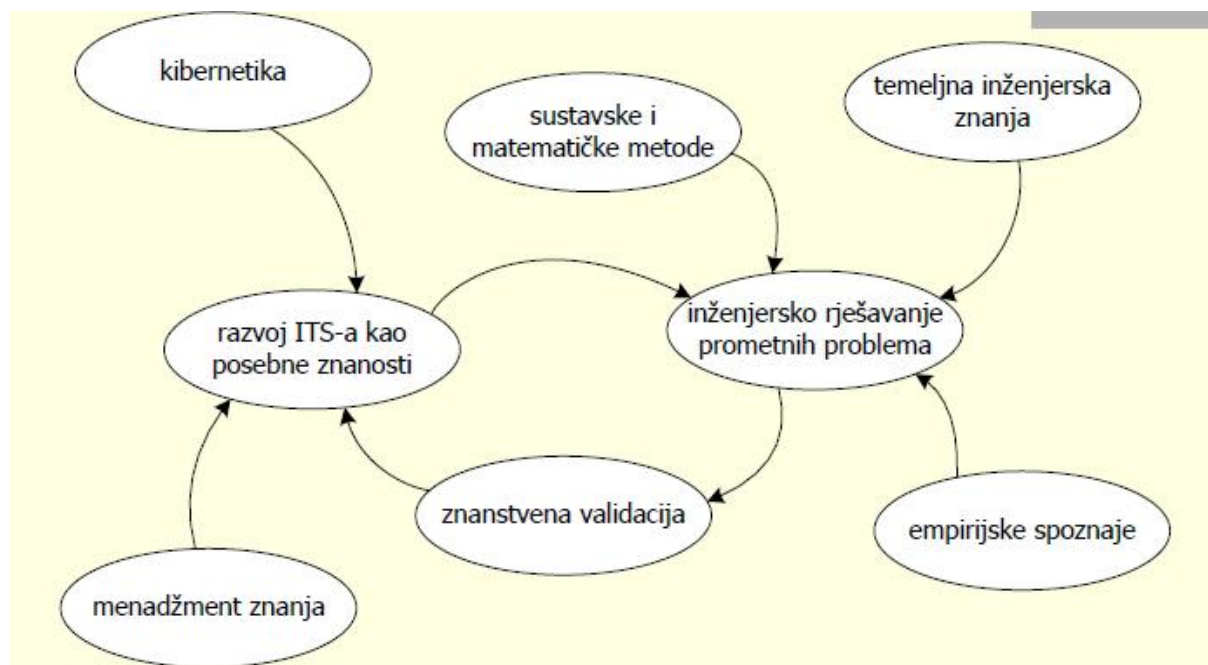 kibernetika
sustavske i
matematičke metode
temeljna inženjerska
znanja
razvoj ITS-a kao
posebne znanosti
inženjersko rješavanje
prometnih problema
znanstvena validacija
empirijske spoznaje
menadžment znanja